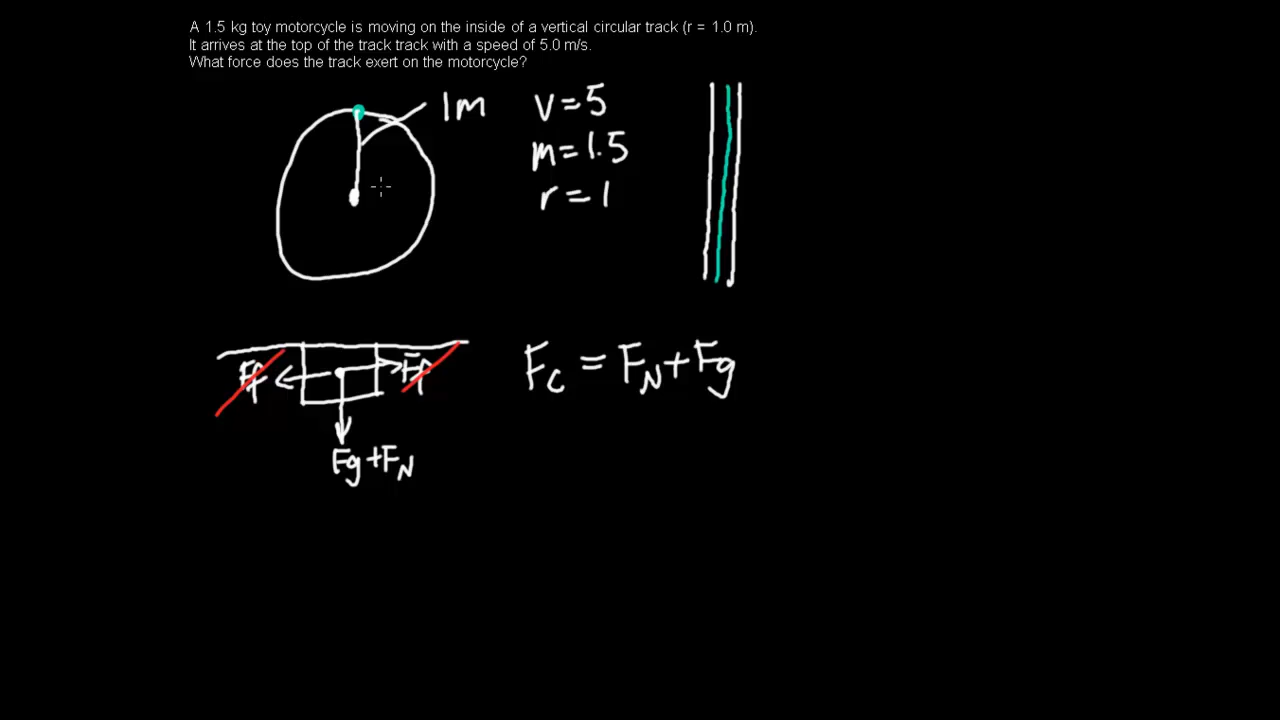 A 1.5 kg toy motorcycle is moving on the inside of a vertical circular track (r = 1.0 m).
It arrives at the top of the track track with a speed of 5.0 m/s.
What force does the track exert on the motorcycle?
1m
v=5
m=1.5
r=1
Ff
Ff
Fg+FN
Fc = FN+Fg